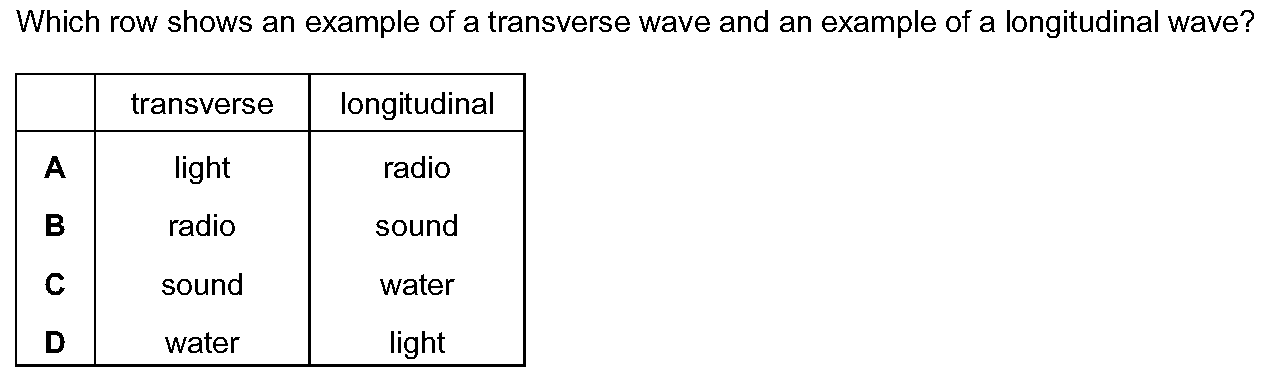 Which row shows an example of a transverse wave and an example of a longitudinal wave?
transverse longitudinal
A light radio
B radio sound
C sound water
D water light